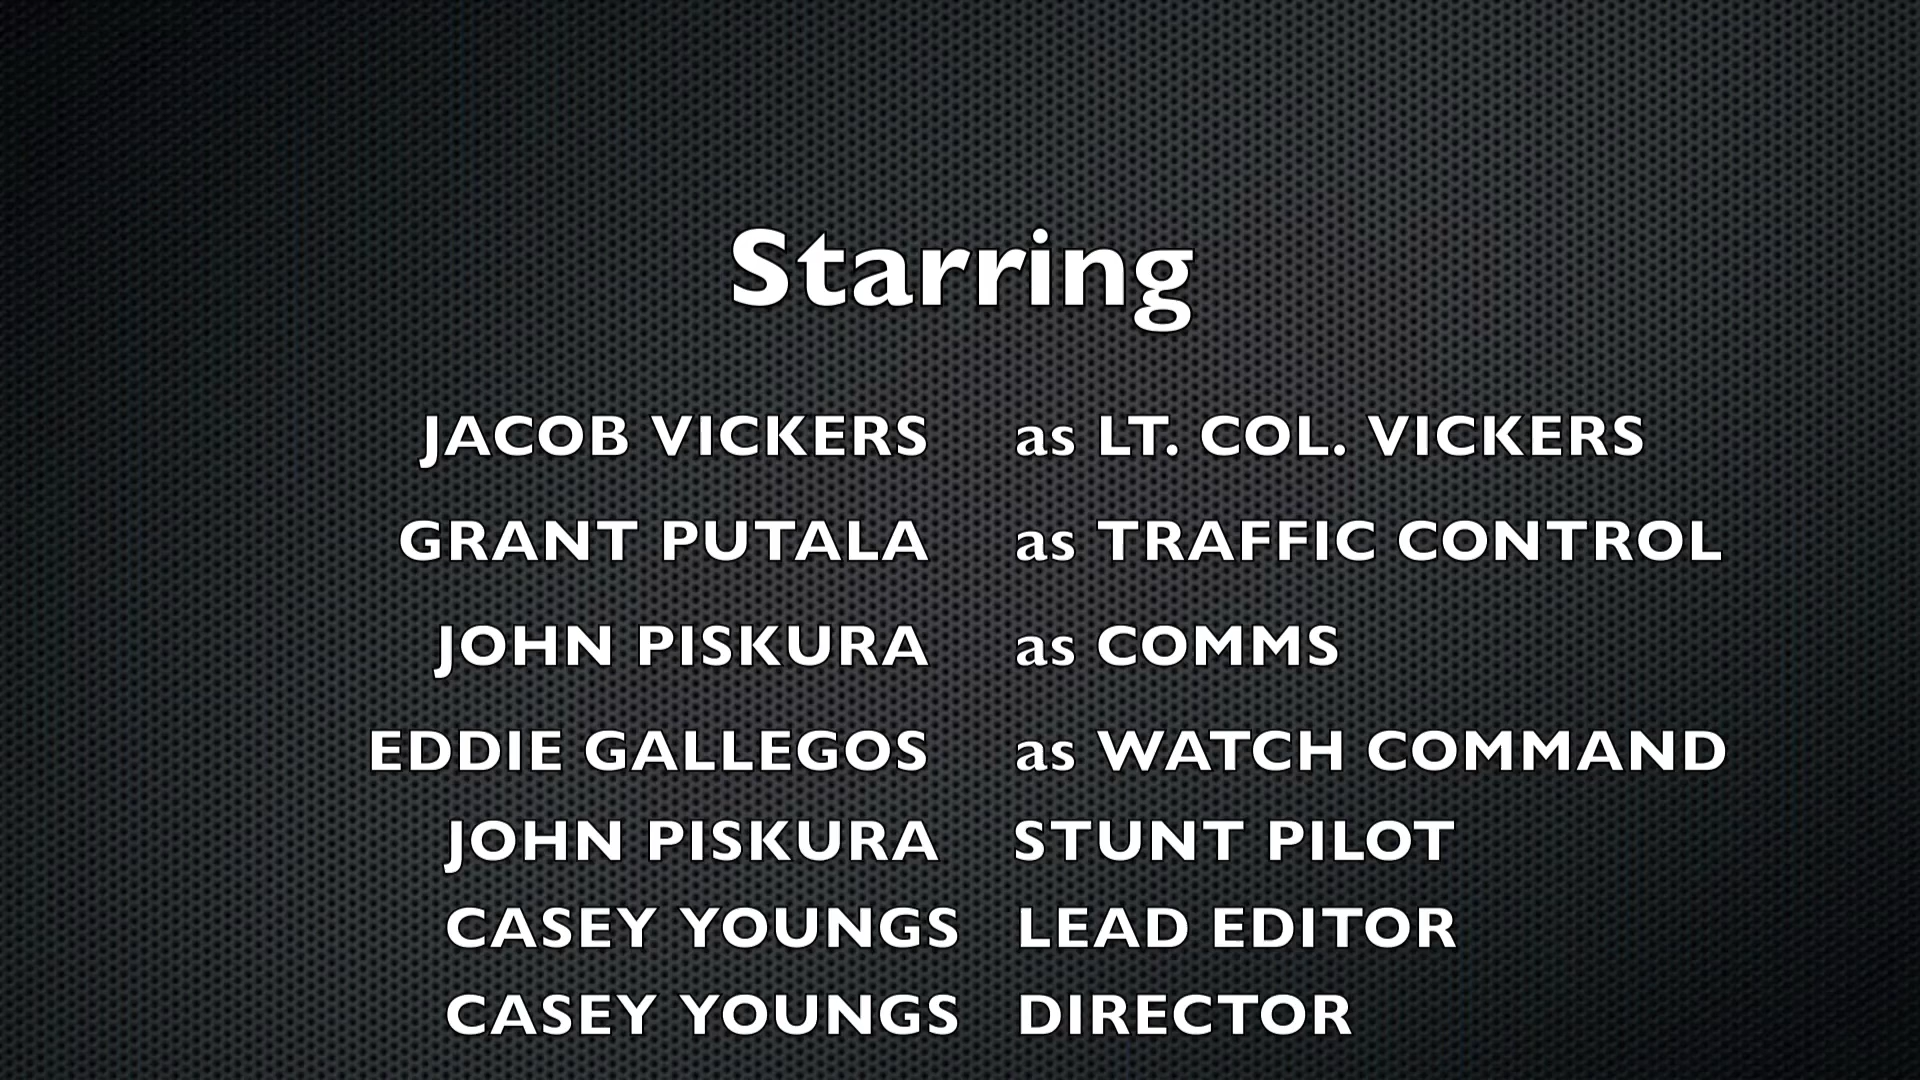 Starring
JACOB VICKERS as LT. COL. VICKERS
GRANT PUTALA as TRAFFIC CONTROL
JOHN PISKURA as COMMS
EDDIE GALLEGOS as WATCH COMMAND
JOHN PISKURA STUNT PILOT
CASEY YOUNGS LEAD EDITOR
CASEY YOUNGS DIRECTOR